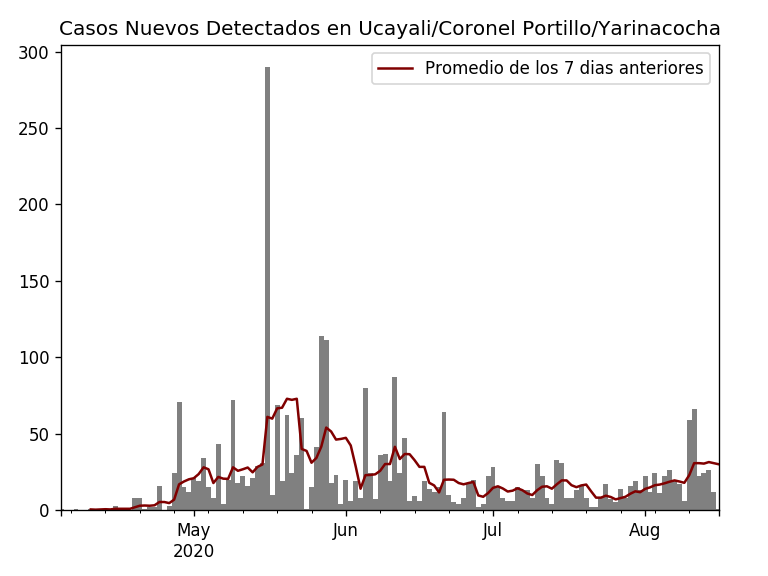 Casos Nuevos Detectados en Ucayali/Coronel Portillo/Yarinacocha
Promedio de los 7 dias anteriores
300
250
200
150
100
50
0
May Jun Jul Aug
2020